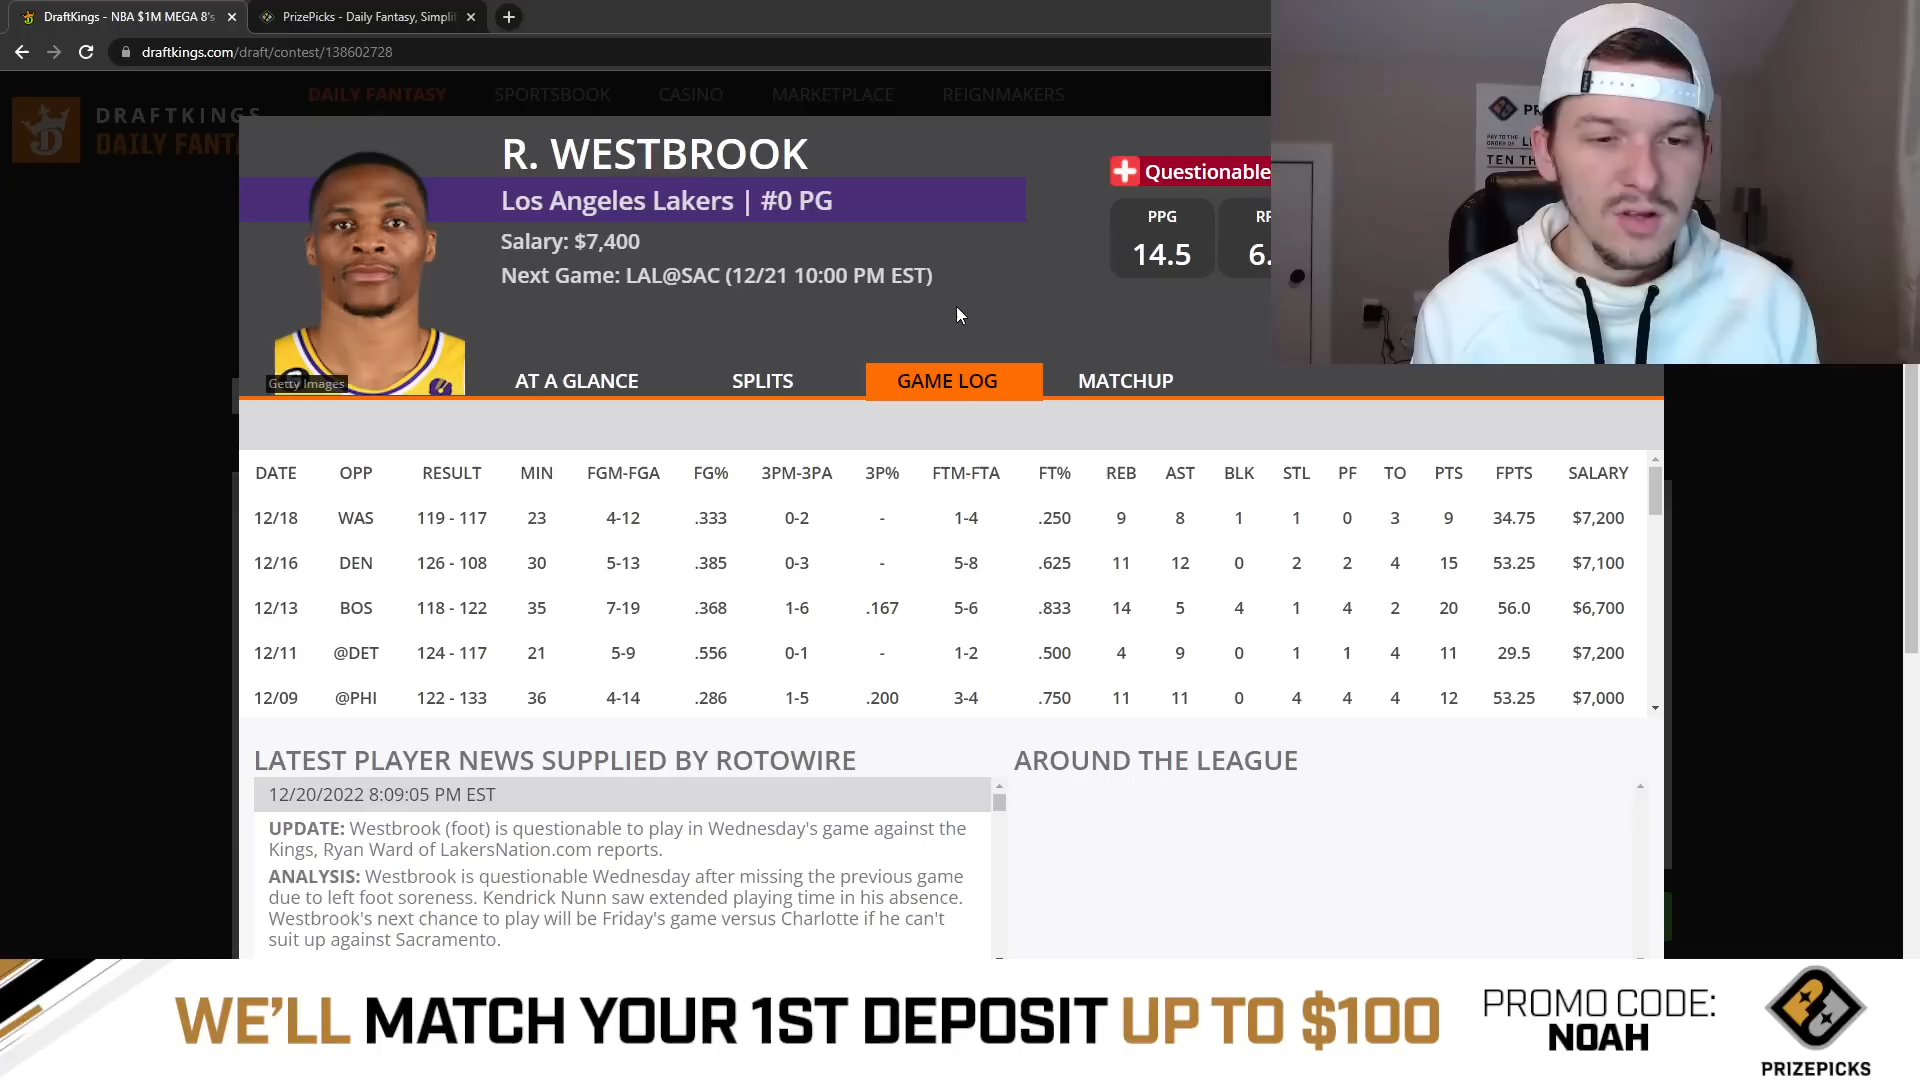 DraftKings - NBA $1M MEGA 8's
PrizePicks - Daily Fantasy, Simplif
draftkings.com/draft/contest/138602728
DRAFTKINGS
DAILY FANTA
DAILY FANTASY SPORTSBOOK CASINO MARKETPLACE REIGNMAKERS
R. WESTBROOK
Los Angeles Lakers | #0 PG
Salary: $7,400
Next Game: LAL@SAC (12/21 10:00 PM EST)
Getty Images
Questionable
PPG
14.5
6.
PR
PAY TO THE
ORDER OF
TEN TH
AT A GLANCE SPLITS GAME LOG MATCHUP
DATE OPP RESULT MIN FGM-FGA FG% 3PM-3PA 3P% FTM-FTA FT% REB AST BLK STL PF TO PTS FPTS SALARY
12/18 WAS 119 - 117 23 4-12 .333 0-2 - 1-4 .250 9 8 1 1 0 3 9 34.75 $7,200
12/16 DEN 126 - 108 30 5-13 .385 0-3 - 5-8 .625 11 12 0 2 2 4 15 53.25 $7,100
12/13 BOS 118 - 122 35 7-19 .368 1-6 .167 5-6 .833 14 5 4 1 4 2 20 56.0 $6,700
12/11 @DET 124 - 117 21 5-9 .556 0-1 - 1-2 .500 4 9 0 1 1 4 11 29.5 $7,200
12/09 @PHI 122 - 133 36 4-14 .286 1-5 .200 3-4 .750 11 11 0 4 4 4 12 53.25 $7,000
LATEST PLAYER NEWS SUPPLIED BY ROTOWIRE
12/20/2022 8:09:05 PM EST
UPDATE: Westbrook (foot) is questionable to play in Wednesday's game against the
Kings, Ryan Ward of LakersNation.com reports.
ANALYSIS: Westbrook is questionable Wednesday after missing the previous game
due to left foot soreness. Kendrick Nunn saw extended playing time in his absence.
Westbrook's next chance to play will be Friday's game versus Charlotte if he can't
suit up against Sacramento.
AROUND THE LEAGUE
WE'LL MATCH YOUR 1ST DEPOSIT UP TO $100
PROMO CODE:
NOAH
PRIZEPICKS